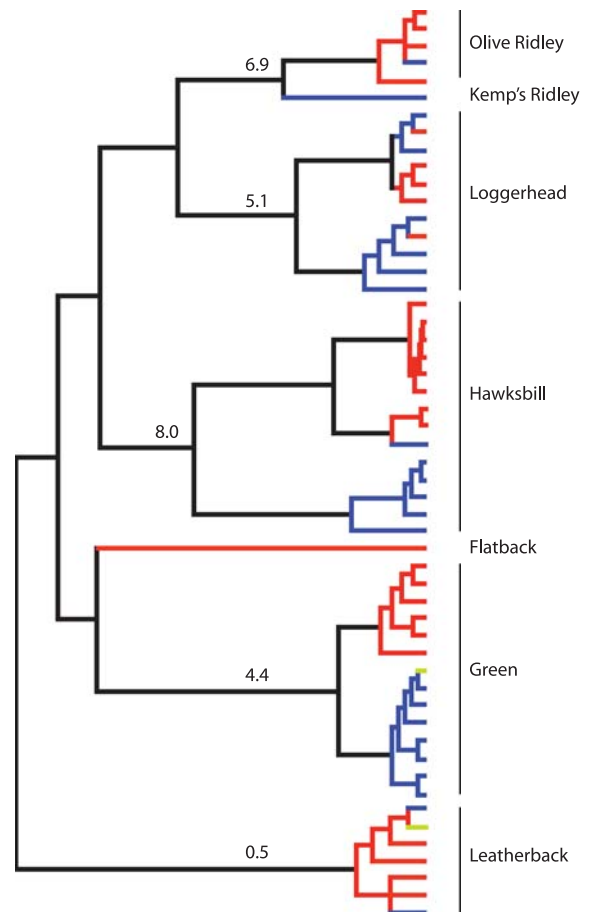 6.9
Olive Ridley
Kemp's Ridley
5.1
Loggerhead
8.0
Hawksbill
Flatback
4.4
Green
0.5
Leatherback